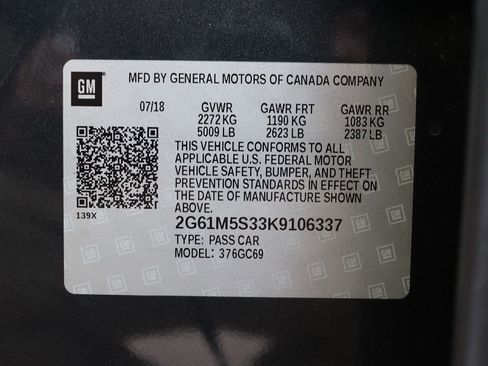 GM
MFD BY GENERAL MOTORS OF CANADA COMPANY
07/18 GVWR GAWR FRT GAWR RR
2272 KG 1190 KG 1083 KG
5009 LB 2623 LB 2387 LB
THIS VEHICLE CONFORMS TO ALL
APPLICABLE U.S. FEDERAL MOTOR
VEHICLE SAFETY, BUMPER, AND THEFT
PREVENTION STANDARDS IN EFFECT ON
THE DATE OF MANUFACTURE SHOWN
ABOVE.
139X
2G61M5S33K9106337
TYPE: PASS CAR
MODEL: 376GC69